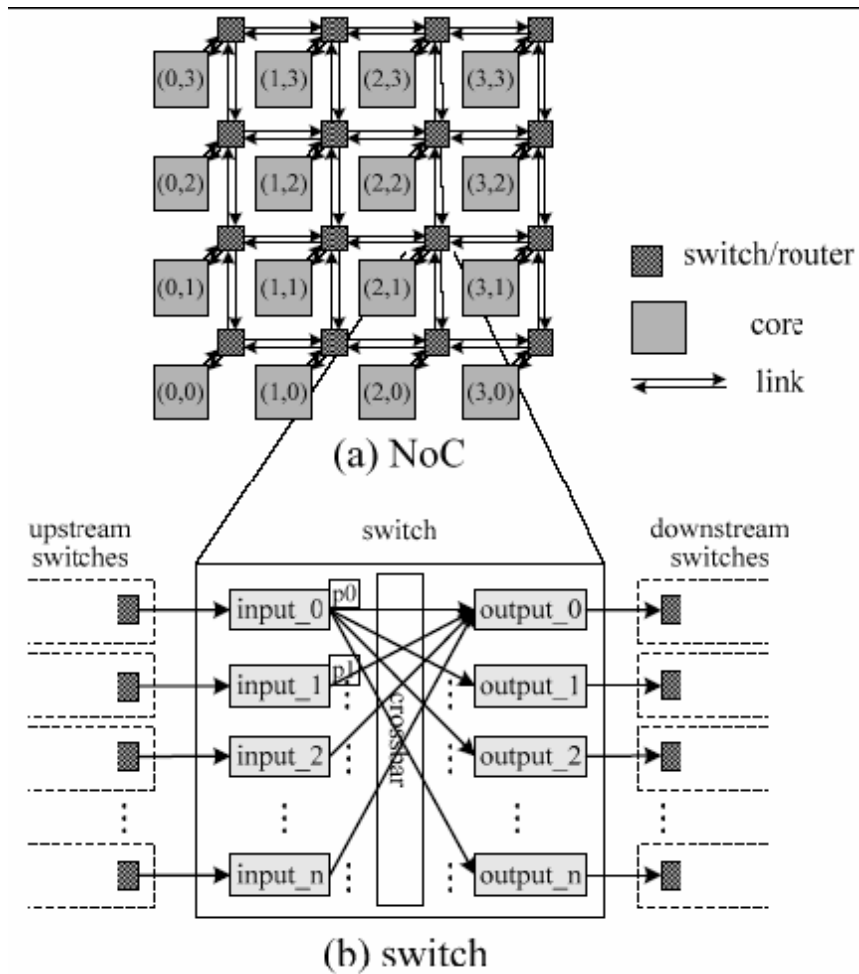 (0,3) (1,3) (2,3) (3,3)
(0,2) (1,2) (2,2) (3,2)
(0,1) (1,1) (2,1) (3,1)
(0,0) (1,0) (2,0) (3,0)
switch/router
core
link
(a) NoC
upstream
switches
switch
downstream
switches
p0
input_0
output_0
p1
input_1
output_1
input_2
output_2
input_n
output_n
crossbar
(b) switch